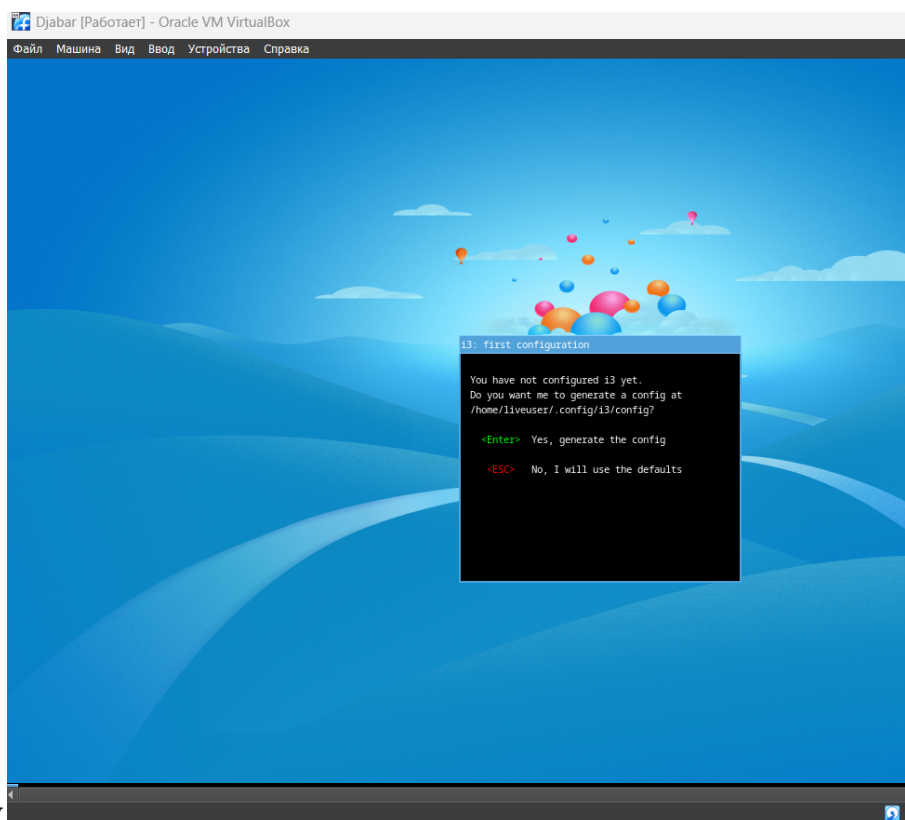 Djabar [Работает] - Oracle VM VirtualBox
Файл Машина Вид Ввод Устройства Справка
i3: first configuration
You have not configured i3 yet.
Do you want me to generate a config at
/home/liveuser/.config/i3/config?
<Enter> Yes, generate the config
<ESC> No, I will use the defaults